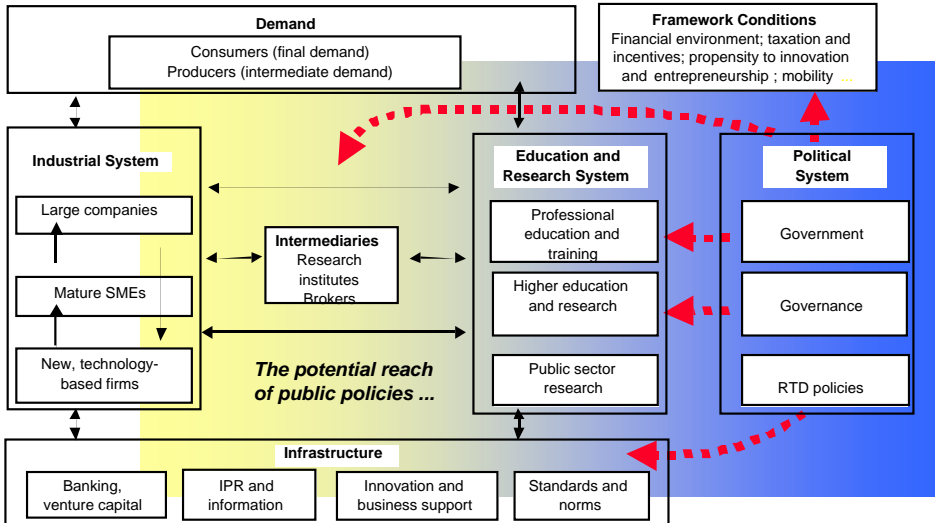 Demand
Consumers (final demand)
Producers (intermediate demand)
Framework Conditions
Financial environment; taxation and
incentives; propensity to innovation
and entrepreneurship ; mobility ...
Industrial System
Large companies
Mature SMEs
New, technology-
based firms
Intermediaries
Research
institutes
Brokers
The potential reach
of public policies ...
Education and
Research System
Professional
education and
training
Higher education
and research
Public sector
research
Political
System
Government
Governance
RTD policies
Infrastructure
Banking,
venture capital
IPR and
information
Innovation and
business support
Standards and
norms